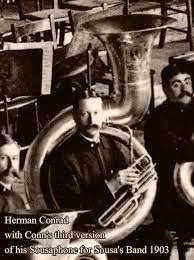 Herman Conrad
with Conn's third version
of his Sousaphone for Sousa's Band 1903